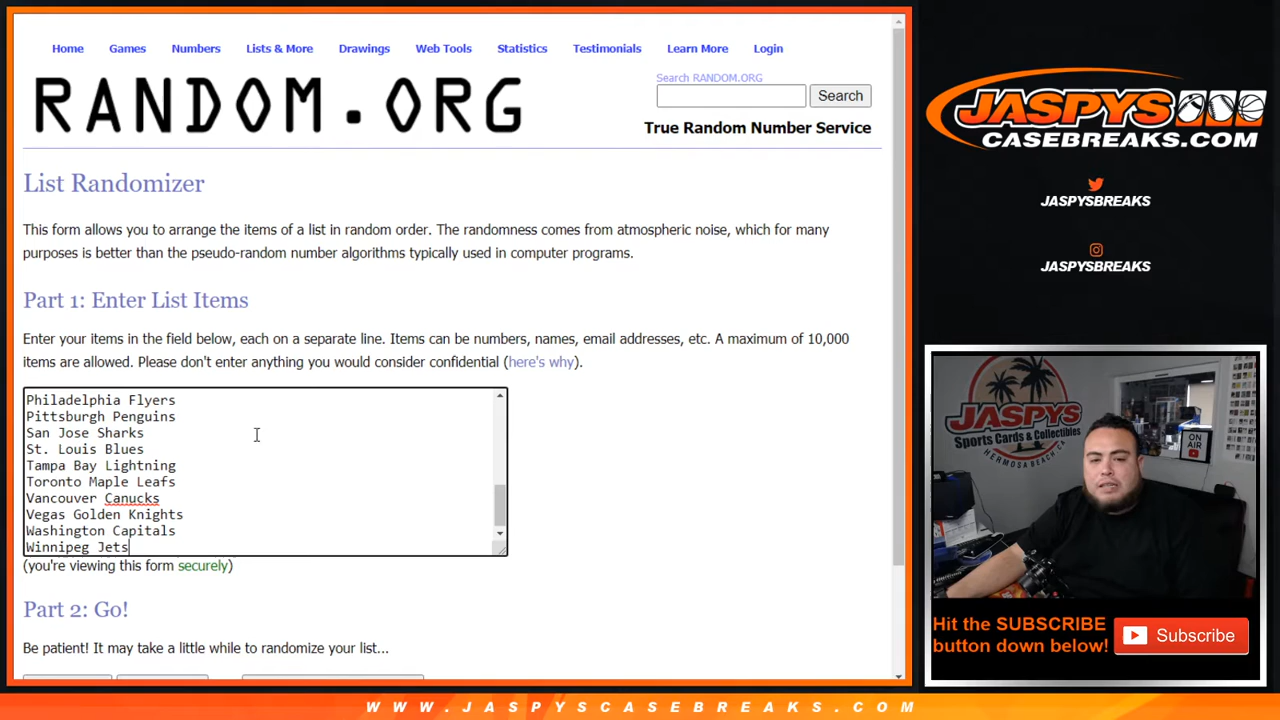 Home Games Numbers Lists & More Drawings Web Tools Statistics Testimonials Learn More Login
RANDOM.ORG
Search RANDOM.ORG
Search
True Random Number Service
List Randomizer
This form allows you to arrange the items of a list in random order. The randomness comes from atmospheric noise, which for many
purposes is better than the pseudo-random number algorithms typically used in computer programs.
Part 1: Enter List Items
Enter your items in the field below, each on a separate line. Items can be numbers, names, email addresses, etc. A maximum of 10,000
items are allowed. Please don't enter anything you would consider confidential (here's why).
Philadelphia Flyers
Pittsburgh Penguins
San Jose Sharks
St. Louis Blues
Tampa Bay Lightning
Toronto Maple Leafs
Vancouver Canucks
Vegas Golden Knights
Washington Capitals
Winnipeg Jets
(you're viewing this form securely)
Part 2: Go!
Be patient! It may take a little while to randomize your list...
JASPYS
CASEBREAKS.COM
JASPYSBREAKS
JASPYSBREAKS
JASPYS
Sports Cards & Collectibles
HERMOSA BEACH, CA
ON AIR
Hit the SUBSCRIBE
button down below!
Subscribe
WWW.JASPYSCASEBREAKS.COM